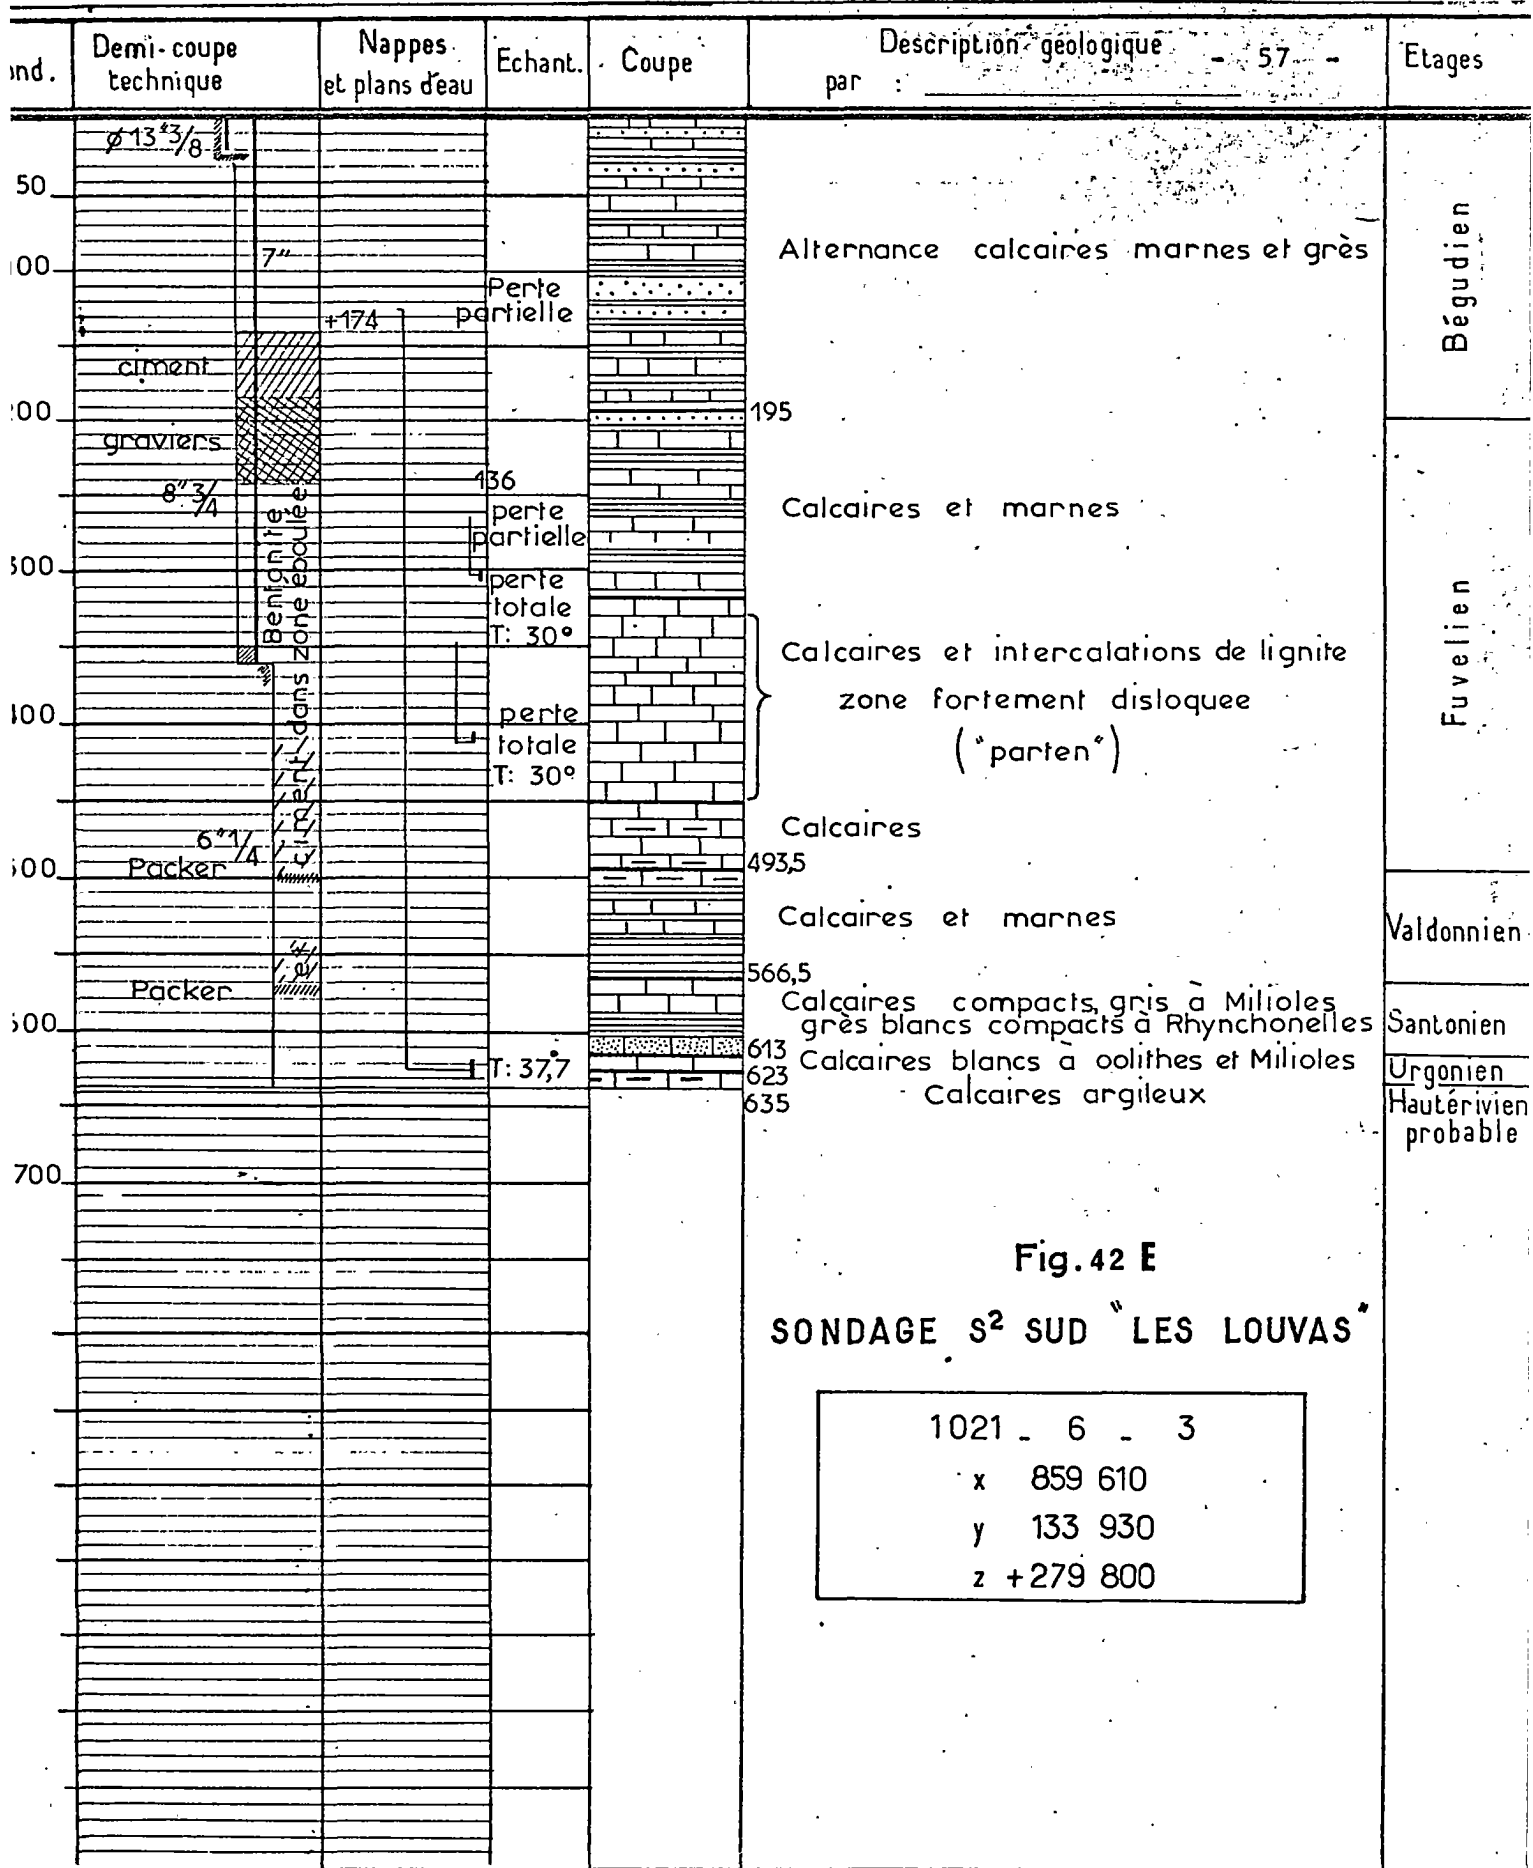 ond.
Demi-coupe
technique
Nappes
et plans d'eau
Echant.
Coupe
Description géologique - 57 -
par :
Etages
ø 13"3/8
50
7"
100
Perte
partielle
Alternance calcaires marnes et grès
Bégudien
+174
ciment
200
195
graviers
136
8"3/4
perte
partielle
Calcaires et marnes
Bentonite
ciment dans zone éboulée
300
perte
totale
T: 30°
Calcaires et intercalations de lignite
zone fortement disloquee
("parten")
Fuvelien
400
perte
totale
T: 30°
6"1/4
Calcaires
493,5
500
Packer
Calcaires et marnes
Valdonnien
et
566,5
Packer
Calcaires compacts, gris à Milioles
grès blancs compacts à Rhynchonelles
Santonien
600
613
T: 37,7
Calcaires blancs à oolithes et Milioles
Urgonien
623
Calcaires argileux
635
Hautérivien
probable
700
Fig. 42 E
SONDAGE S² SUD "LES LOUVAS"
1021 - 6 - 3
x 859 610
y 133 930
z +279 800